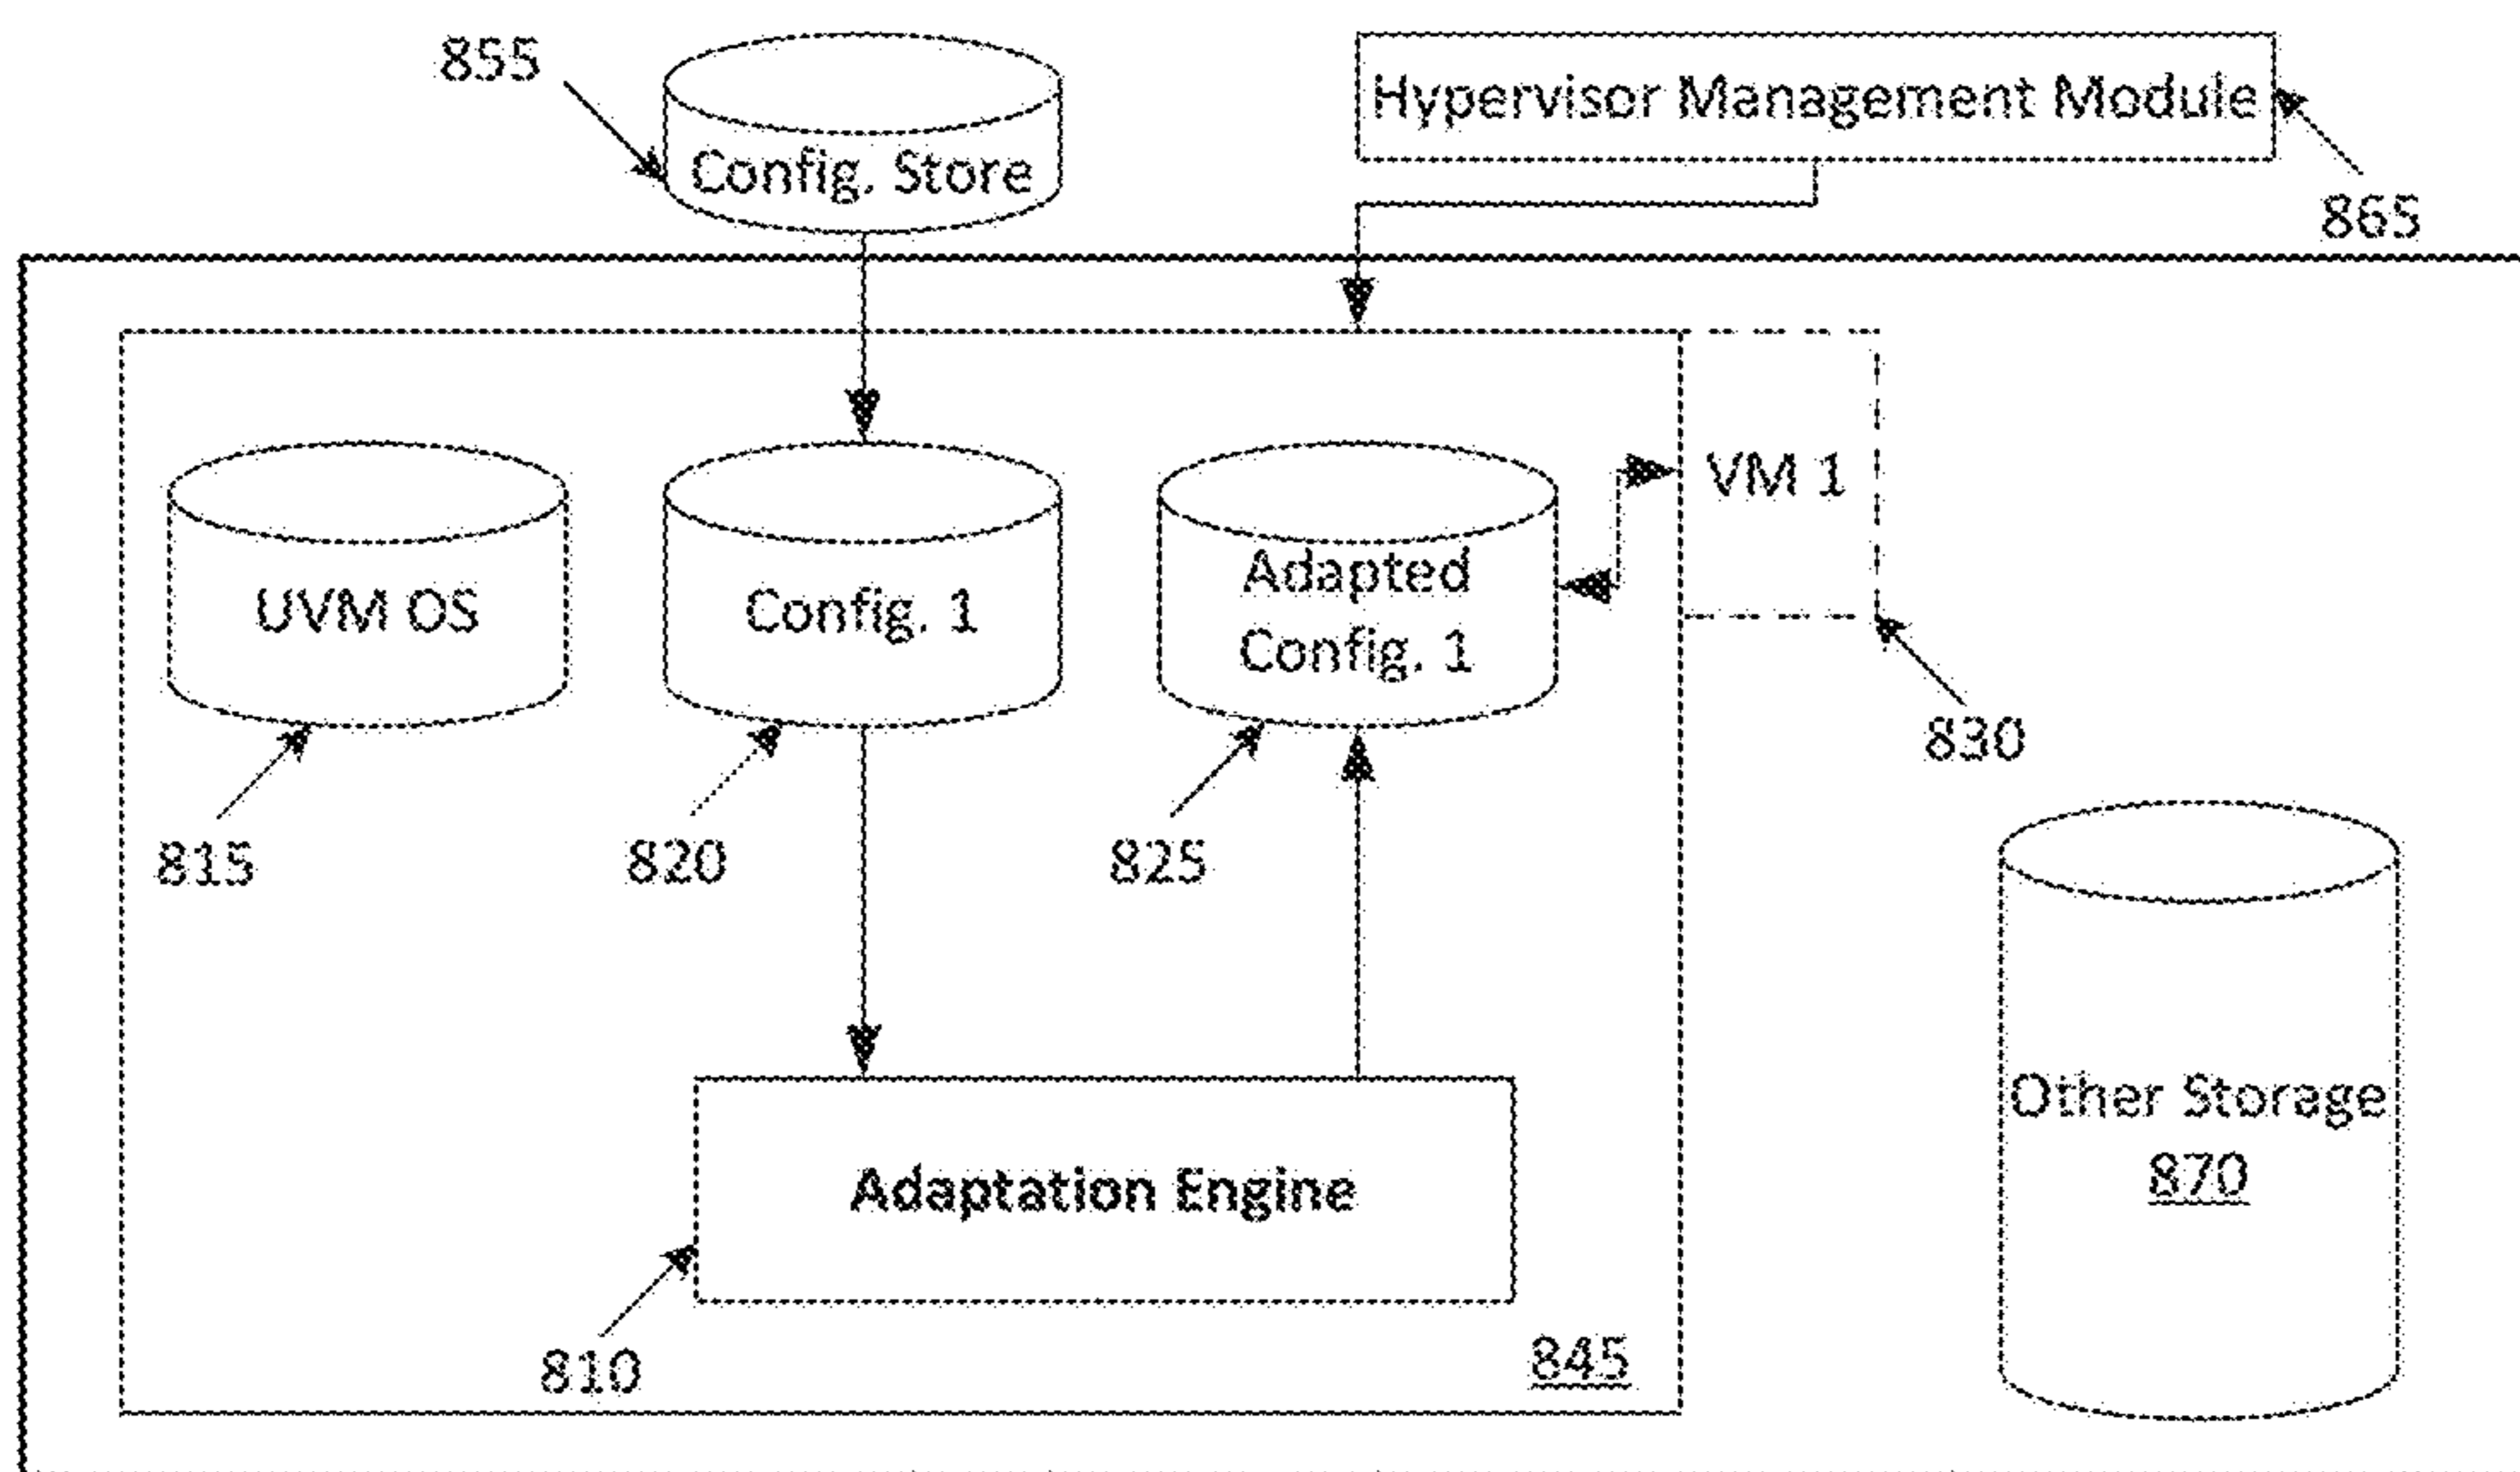 855
Config. Store
Hypervisor Management Module
865
UVM OS
Config. 1
Adapted
Config. 1
VM 1
830
815
820
825
Other Storage
870
Adaptation Engine
810
845